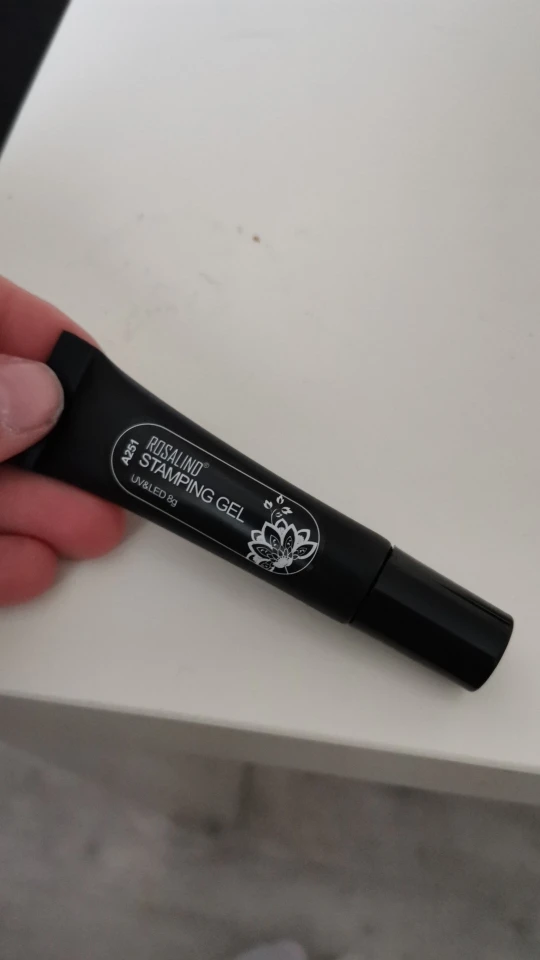 A251
ROSALIND®
STAMPING GEL
UV&LED 8g